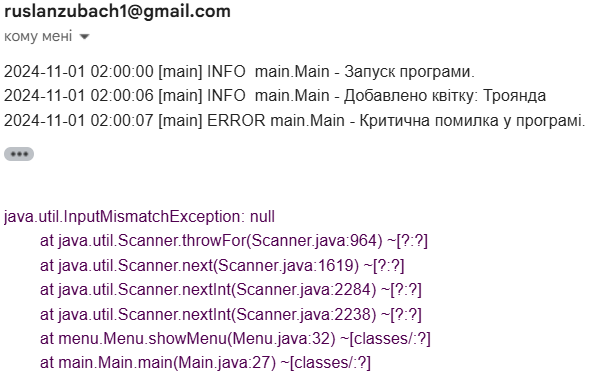 ruslanzubach1@gmail.com
кому мені
2024-11-01 02:00:00 [main] INFO  main.Main - Запуск програми.
2024-11-01 02:00:06 [main] INFO  main.Main - Добавлено квітку: Троянда
2024-11-01 02:00:07 [main] ERROR main.Main - Критична помилка у програмі.
java.util.InputMismatchException: null
at java.util.Scanner.throwFor(Scanner.java:964) ~[?:?]
at java.util.Scanner.next(Scanner.java:1619) ~[?:?]
at java.util.Scanner.nextInt(Scanner.java:2284) ~[?:?]
at java.util.Scanner.nextInt(Scanner.java:2238) ~[?:?]
at menu.Menu.showMenu(Menu.java:32) ~[classes/:?]
at main.Main.main(Main.java:27) ~[classes/:?]